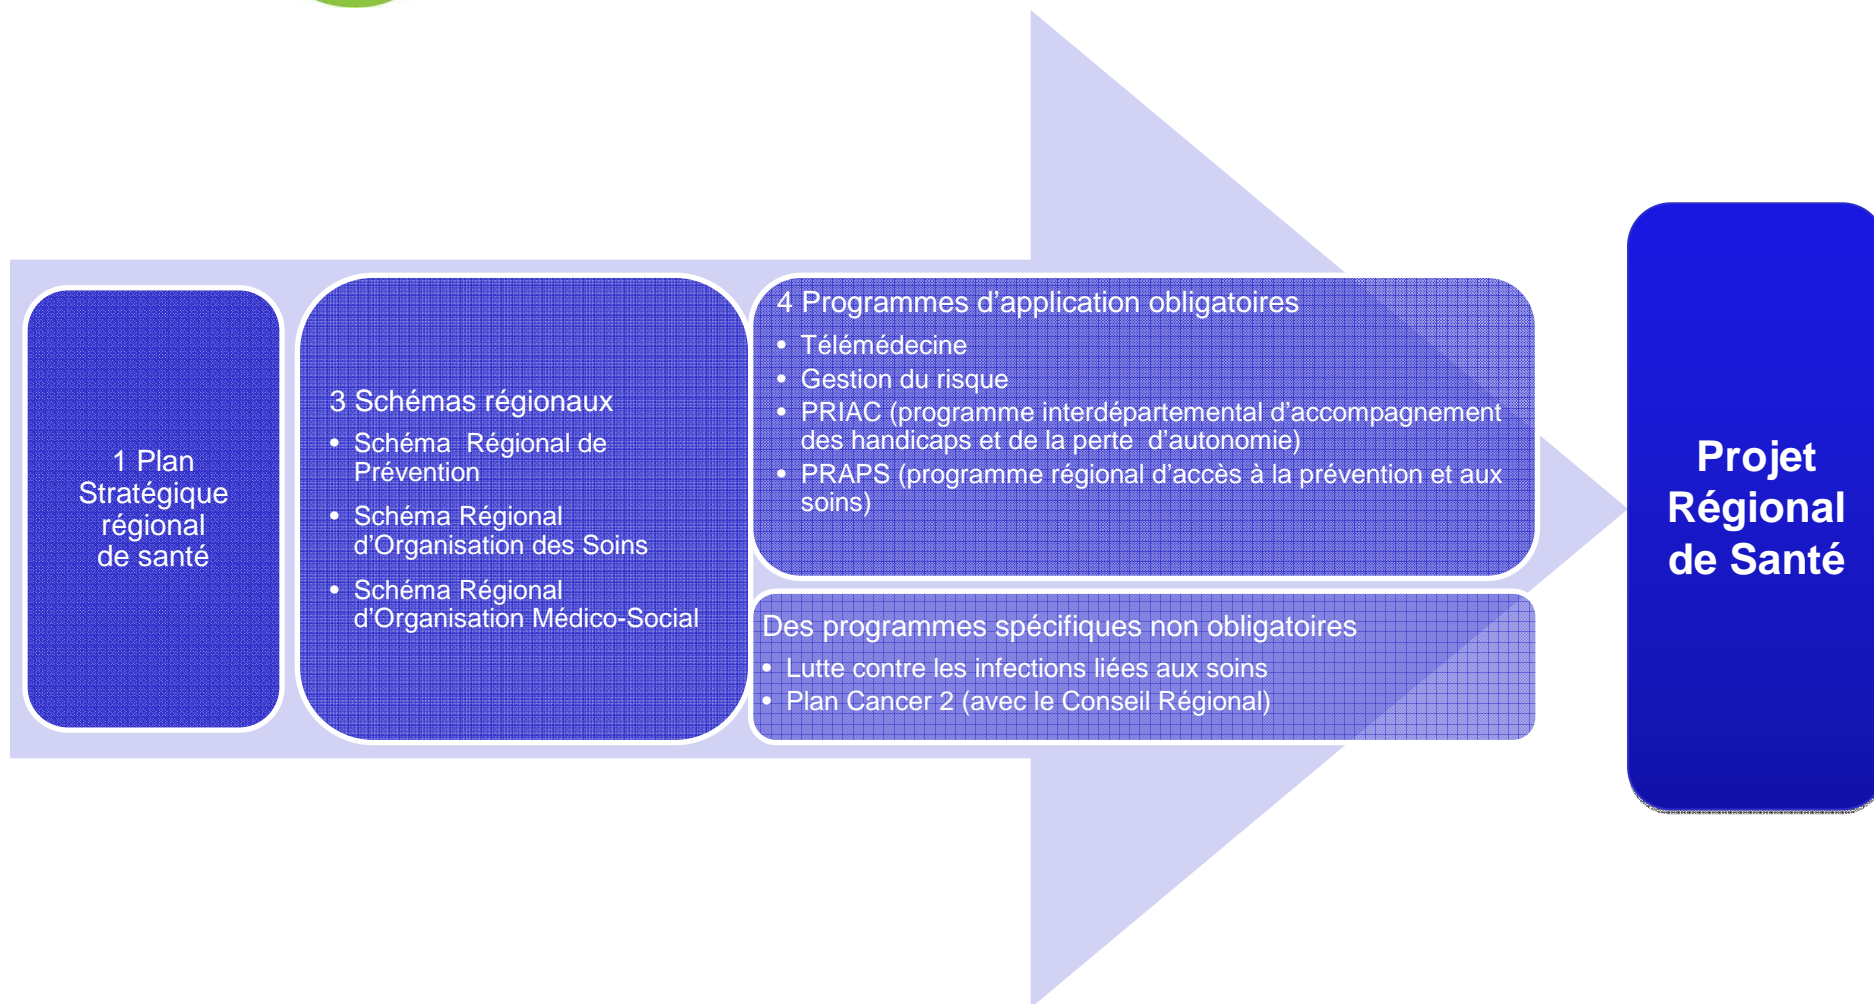 1 Plan
Stratégique
régional
de santé
3 Schémas régionaux
• Schéma Régional de
Prévention
• Schéma Régional
d'Organisation des Soins
• Schéma Régional
d'Organisation Médico-Social
4 Programmes d'application obligatoires
• Télémédecine
• Gestion du risque
• PRIAC (programme interdépartemental d'accompagnement
des handicaps et de la perte d'autonomie)
• PRAPS (programme régional d'accès à la prévention et aux
soins)
Des programmes spécifiques non obligatoires
• Lutte contre les infections liées aux soins
• Plan Cancer 2 (avec le Conseil Régional)
Projet
Régional
de Santé